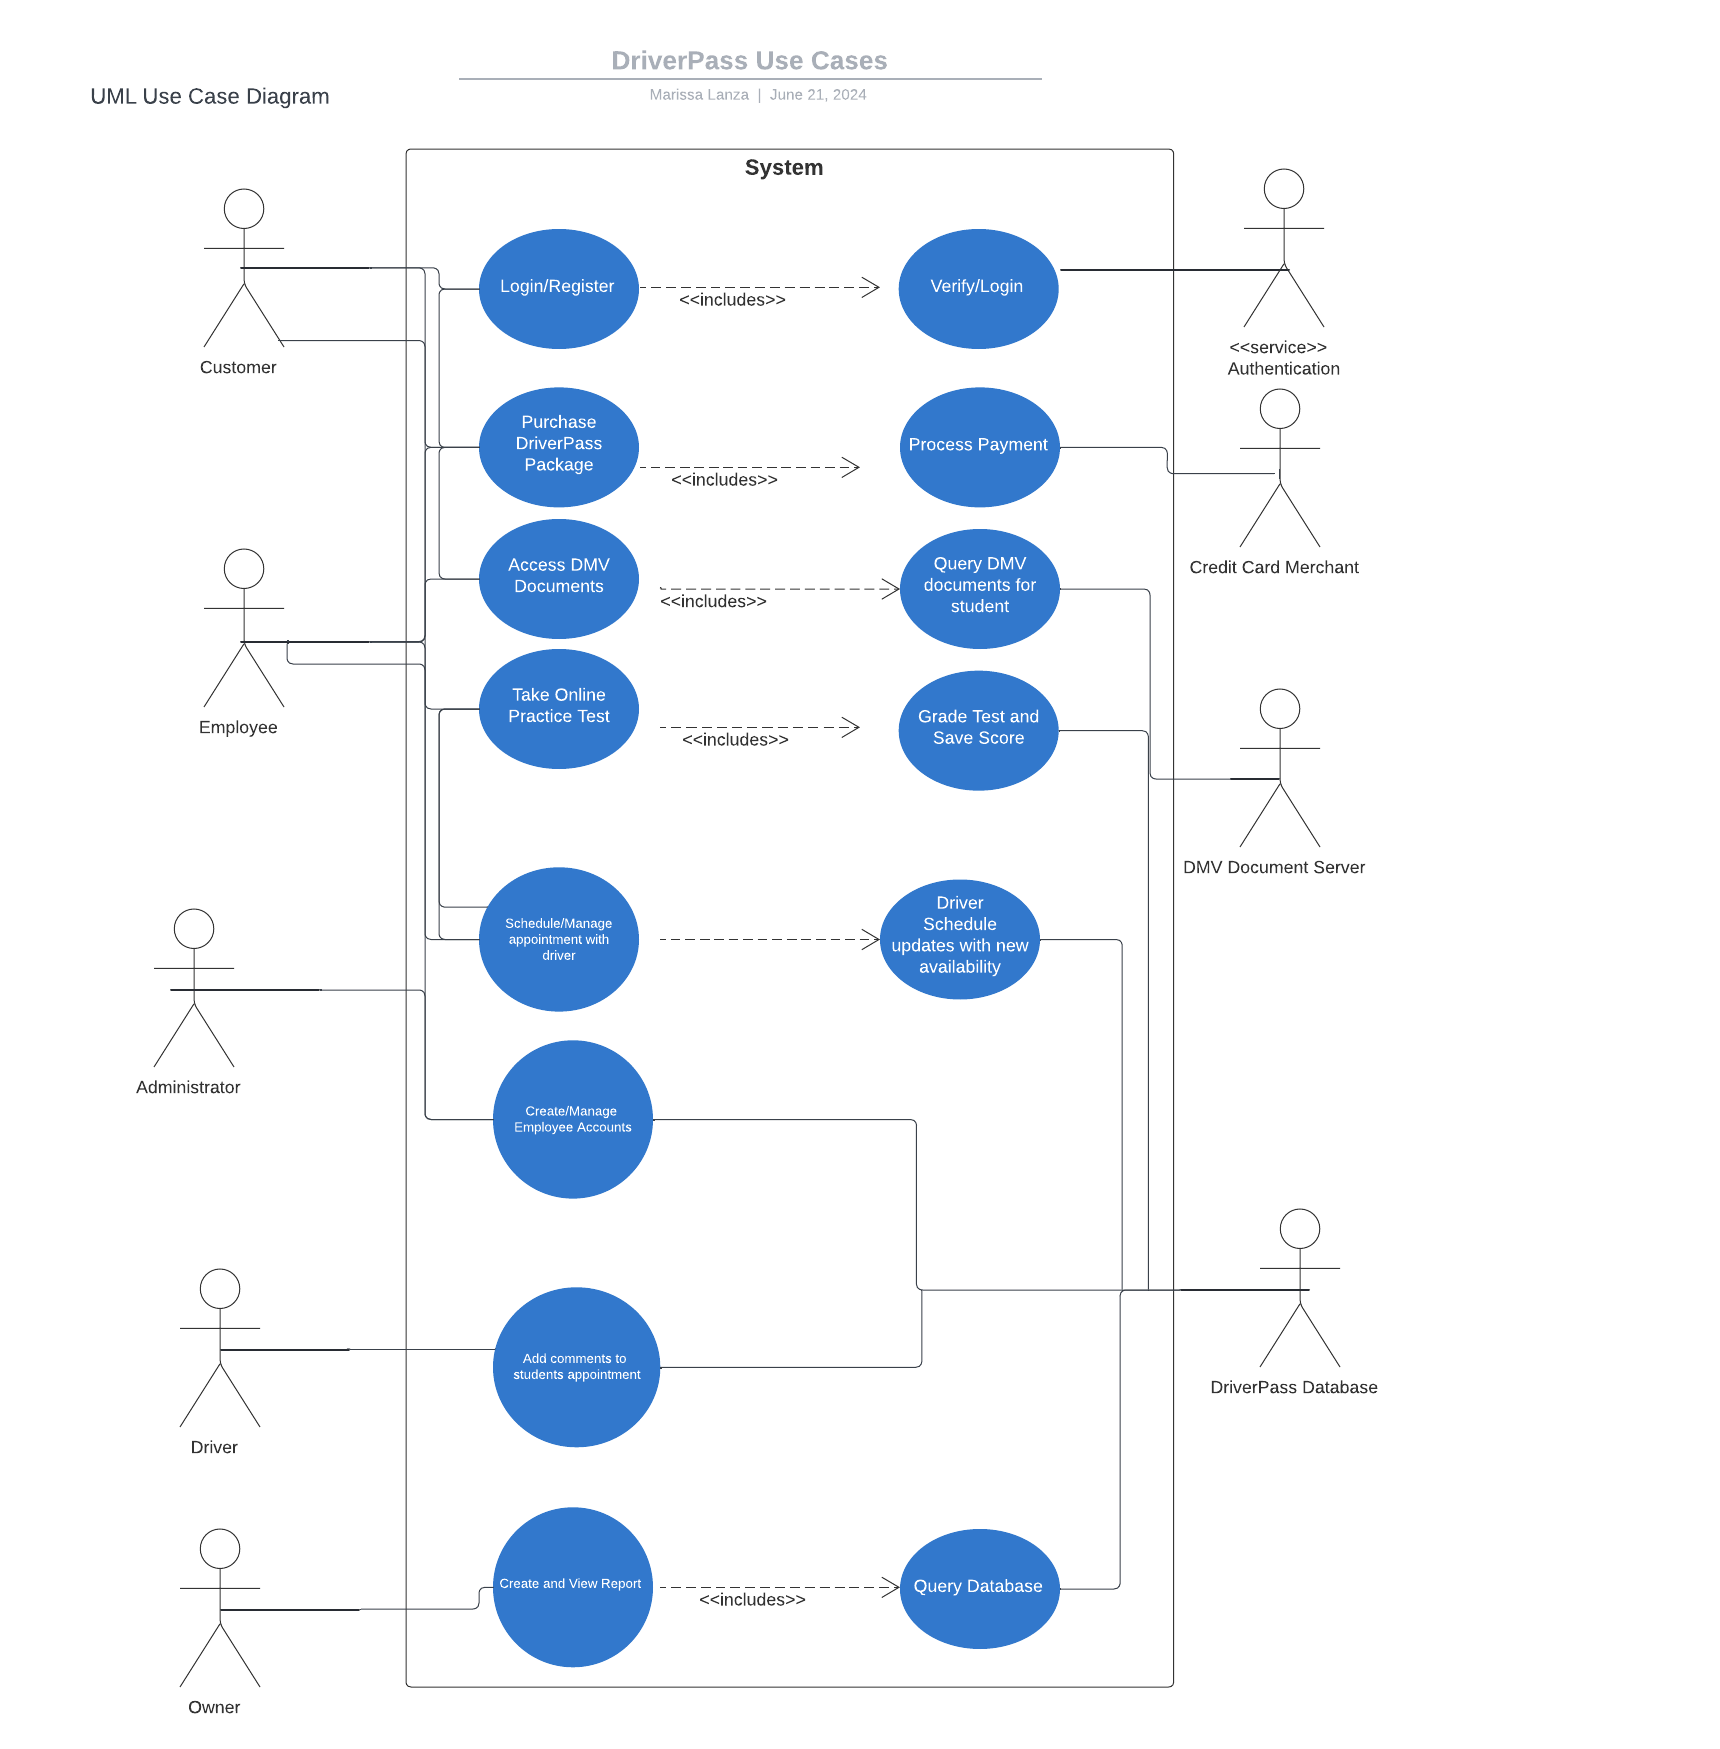 DriverPass Use Cases
Marissa Lanza | June 21, 2024
UML Use Case Diagram
System
Customer
Login/Register
<<includes>>
Verify/Login
<<service>>
Authentication
Purchase
DriverPass
Package
<<includes>>
Process Payment
Credit Card Merchant
Employee
Access DMV
Documents
<<includes>>
Query DMV
documents for
student
Take Online
Practice Test
<<includes>>
Grade Test and
Save Score
DMV Document Server
Administrator
Schedule/Manage
appointment with
driver
Driver
Schedule
updates with new
availability
Create/Manage
Employee Accounts
Driver
Add comments to
students appointment
DriverPass Database
Owner
Create and View Report
<<includes>>
Query Database